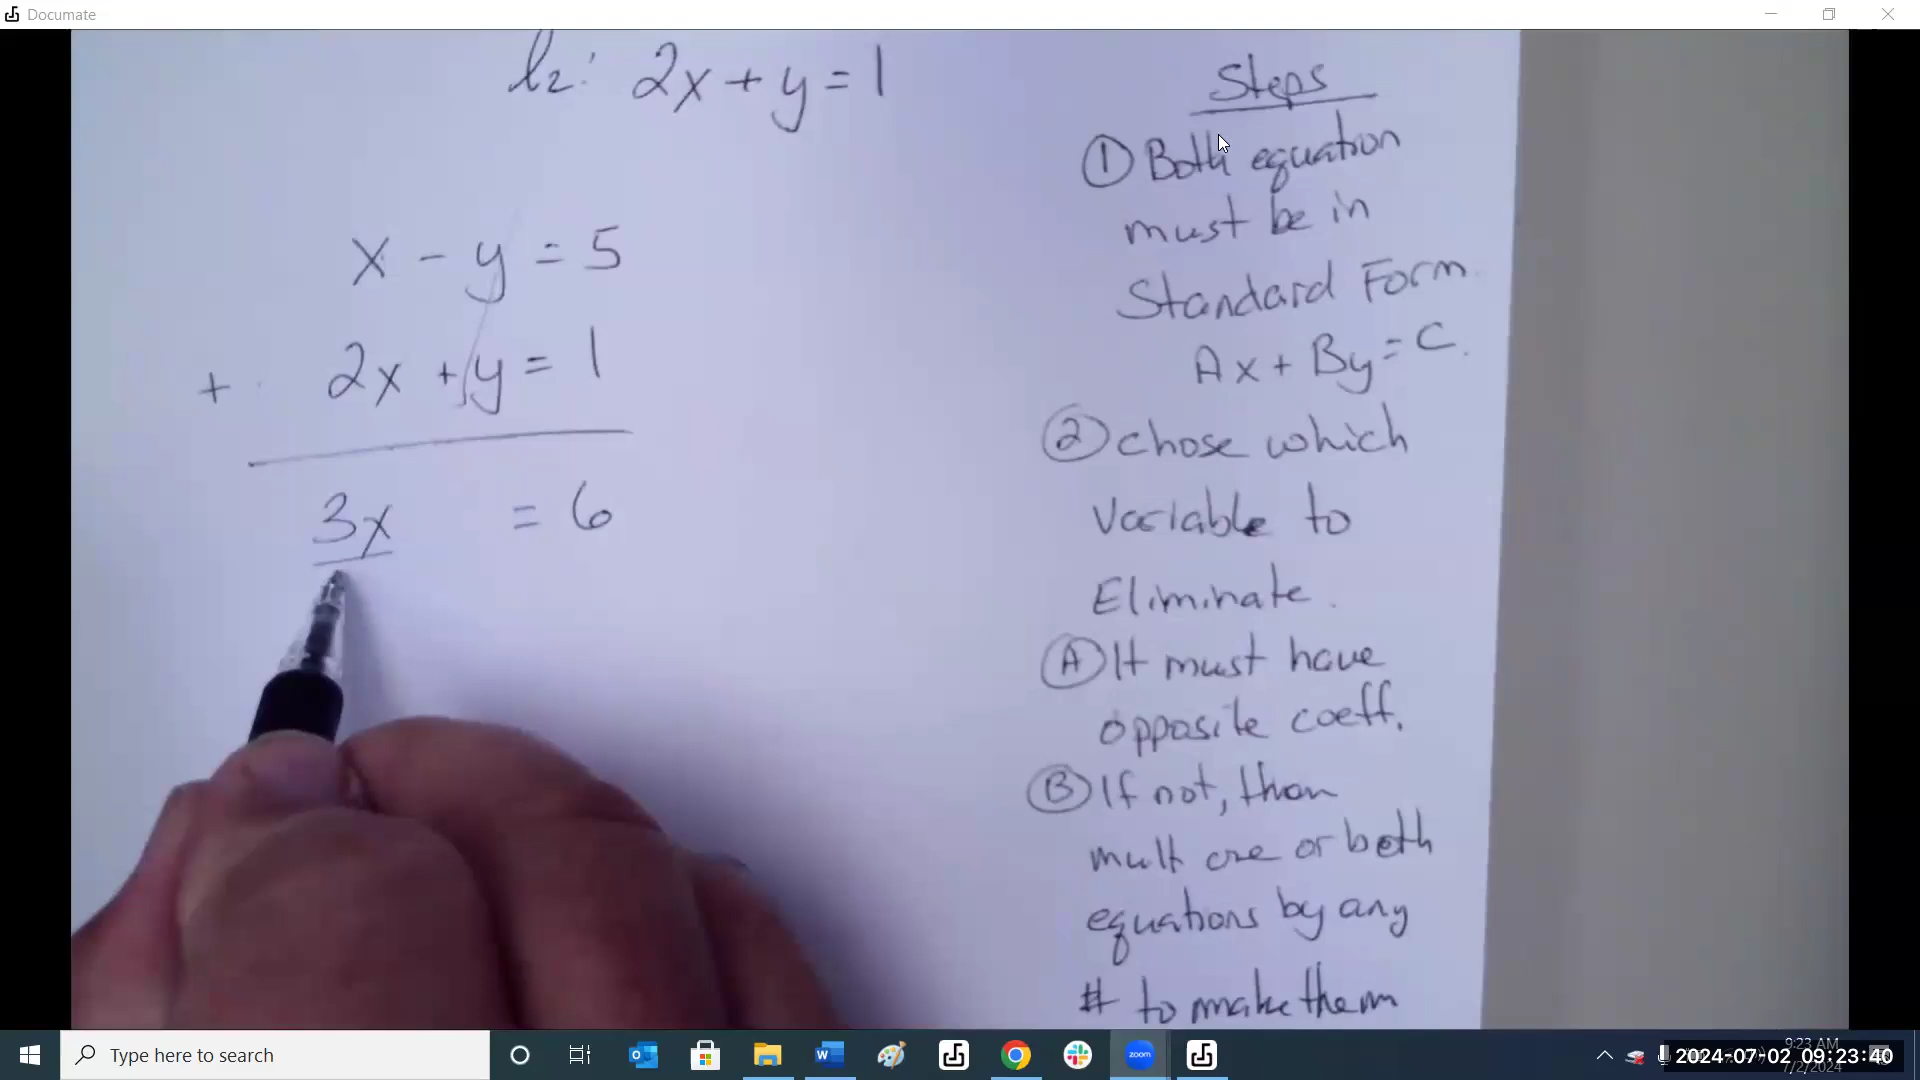 Documate
l2: 2x + y = 1
x - y = 5
+ 2x + y = 1
3x = 6
Steps
① Both equation
must be in
Standard Form
Ax + By = C.
② chose which
Variable to
Eliminate.
Ⓐ It must have
opposite coeff.
Ⓑ If not, than
mult one or both
equations by any
# to make them
Type here to search
zoom
9:23 AM
7/2/2024
2024-07-02 09:23:40